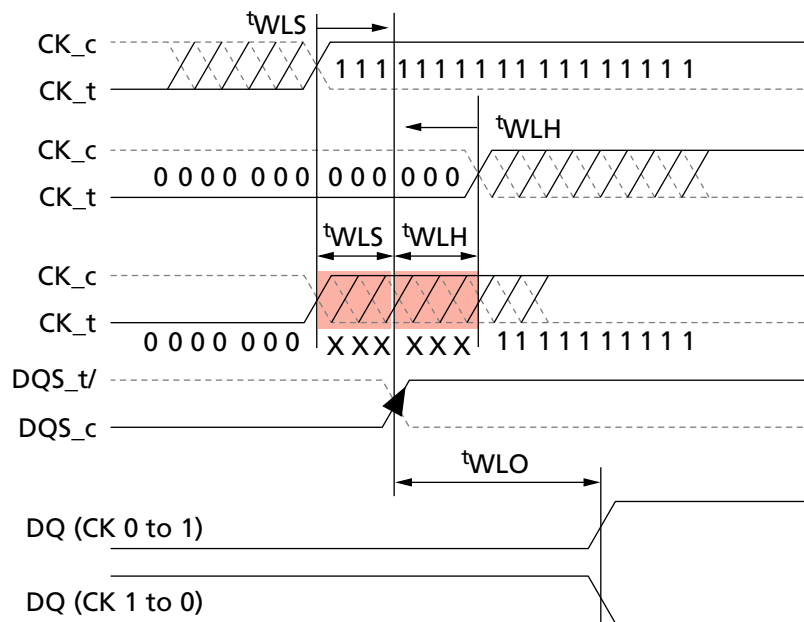 tWLS
CK_c
1 1 1 1 1 1 1 1 1 1 1 1 1 1 1 1 1
CK_t
tWLH
CK_c
0 0 0 0 0 0 0 0 0 0 0 0 0
CK_t
tWLS tWLH
CK_c
CK_t
0 0 0 0 0 0 0 X X X X X X 1 1 1 1 1 1 1 1 1 1
DQS_t/
DQS_c
tWLO
DQ (CK 0 to 1)
DQ (CK 1 to 0)